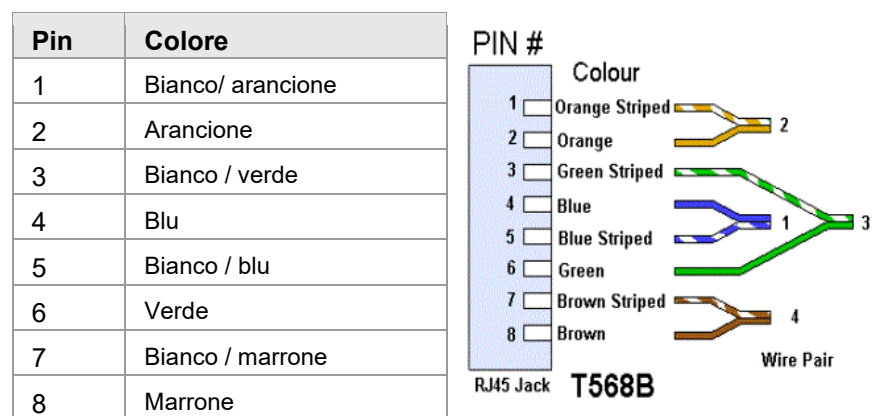 Pin Colore
1 Bianco/ arancione
2 Arancione
3 Bianco / verde
4 Blu
5 Bianco / blu
6 Verde
7 Bianco / marrone
8 Marrone
PIN #
Colour
1 Orange Striped
2 Orange
3 Green Striped
4 Blue
5 Blue Striped
6 Green
7 Brown Striped
8 Brown
2
1
3
4
Wire Pair
RJ45 Jack T568B